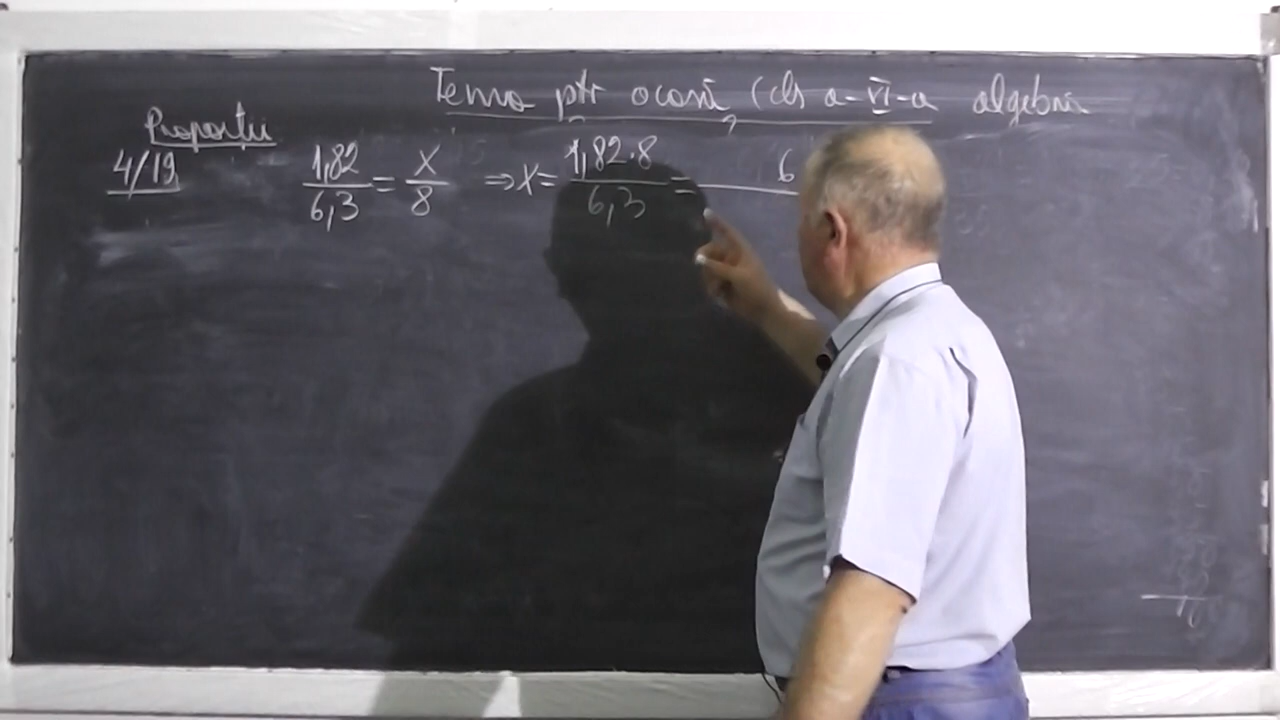 Tema ptr acasă (cls a-VI-a algebră
Proporții
4/19 1,82/6,3 = x/8 ⇒ x = 1,82·8/6,3 = 6